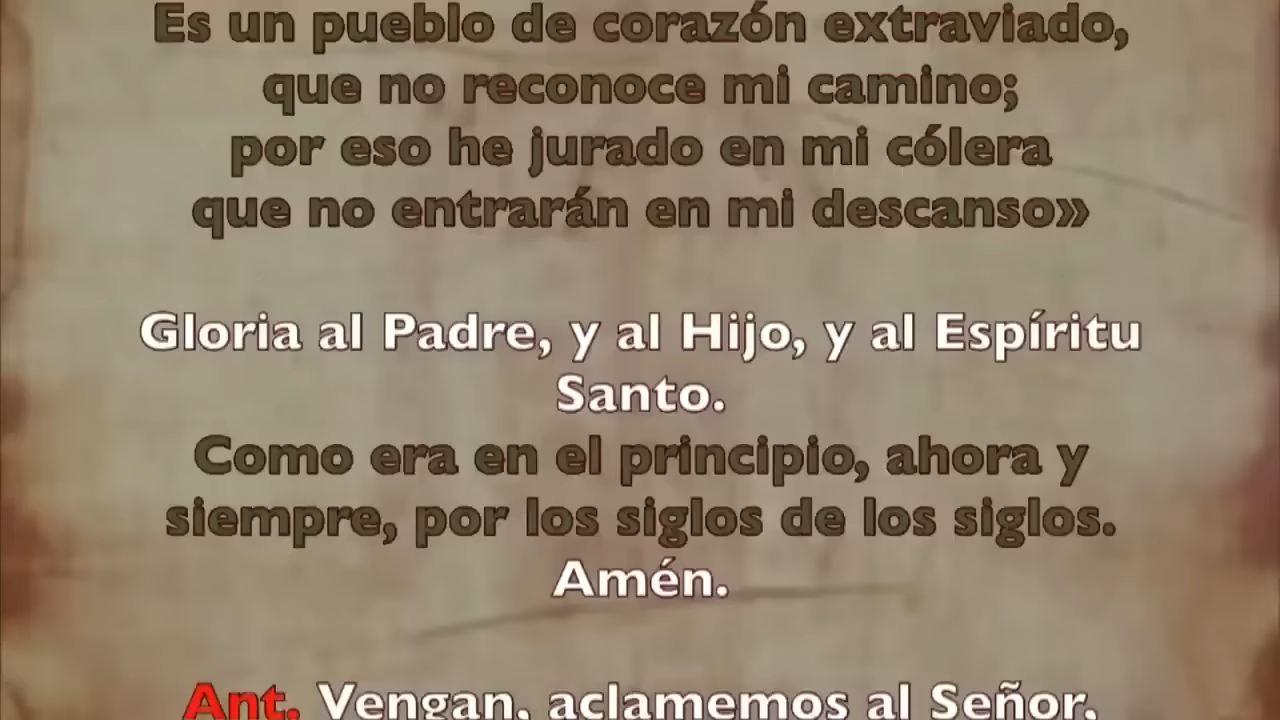 Es un pueblo de corazón extraviado,
que no reconoce mi camino;
por eso he jurado en mi cólera
que no entrarán en mi descanso»
Gloria al Padre, y al Hijo, y al Espíritu
Santo.
Como era en el principio, ahora y
siempre, por los siglos de los siglos.
Amén.
Ant. Vengan, aclamemos al Señor,